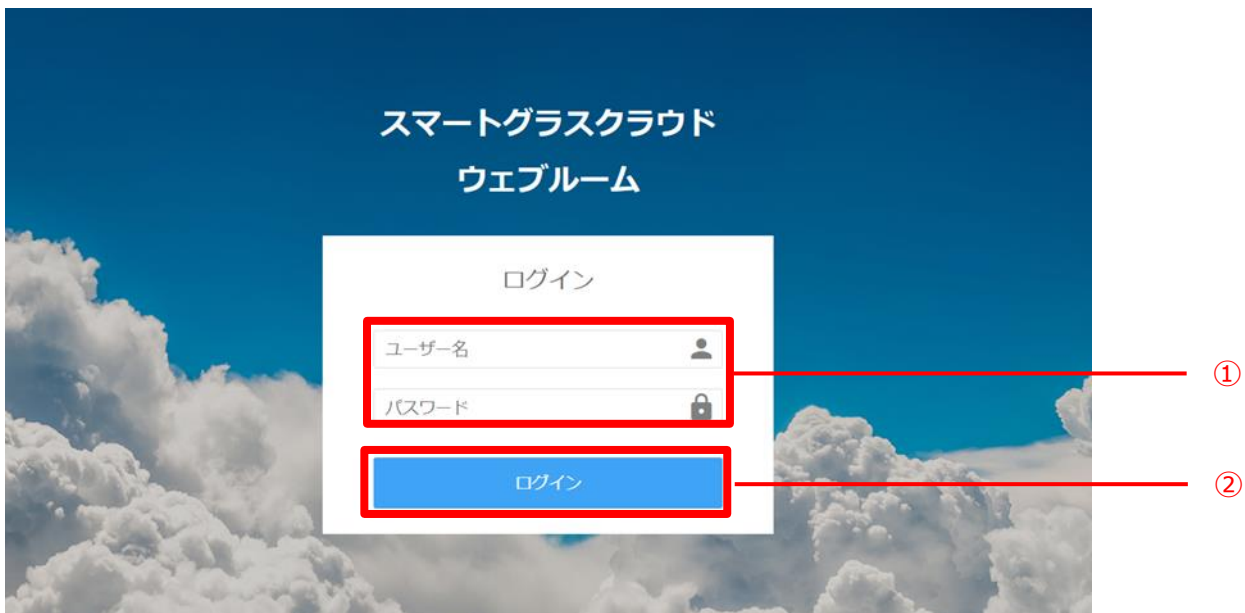 スマートグラスクラウド
ウェブルーム
ログイン
ユーザー名
①
パスワード
ログイン
②